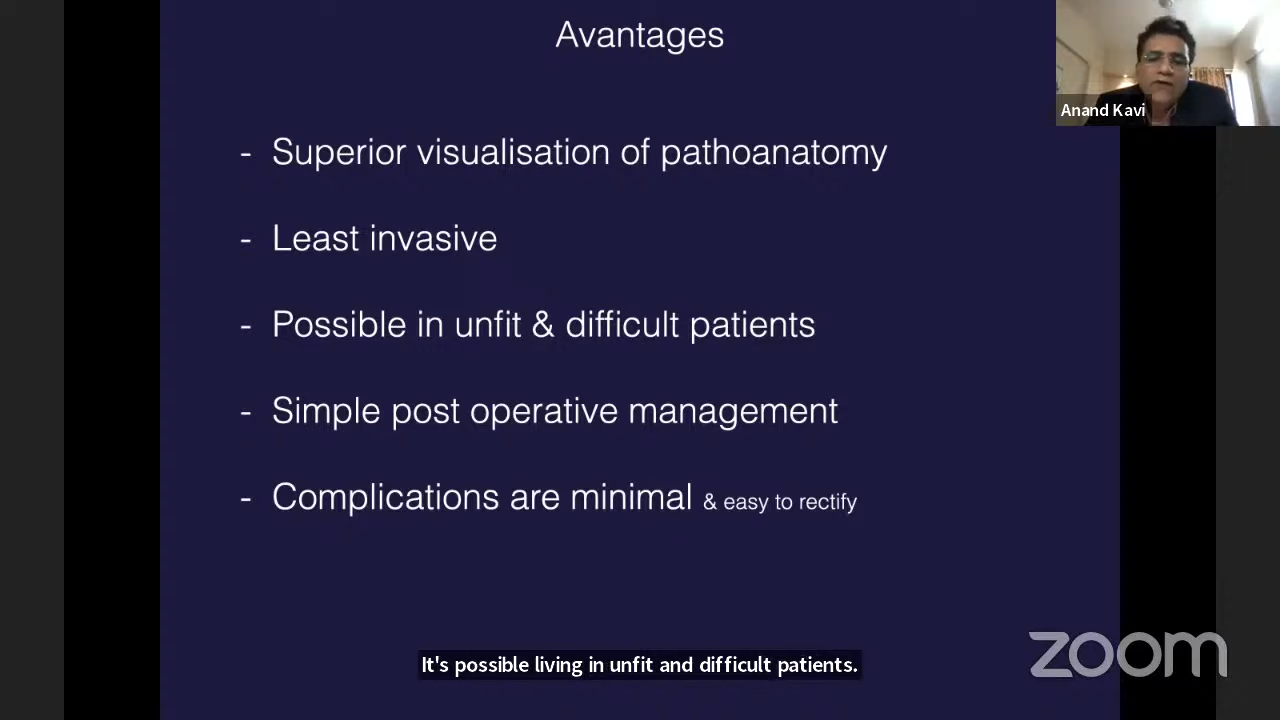 Avantages
Anand Kavi
- Superior visualisation of pathoanatomy
- Least invasive
- Possible in unfit & difficult patients
- Simple post operative management
- Complications are minimal & easy to rectify
zoom
It's possible living in unfit and difficult patients.